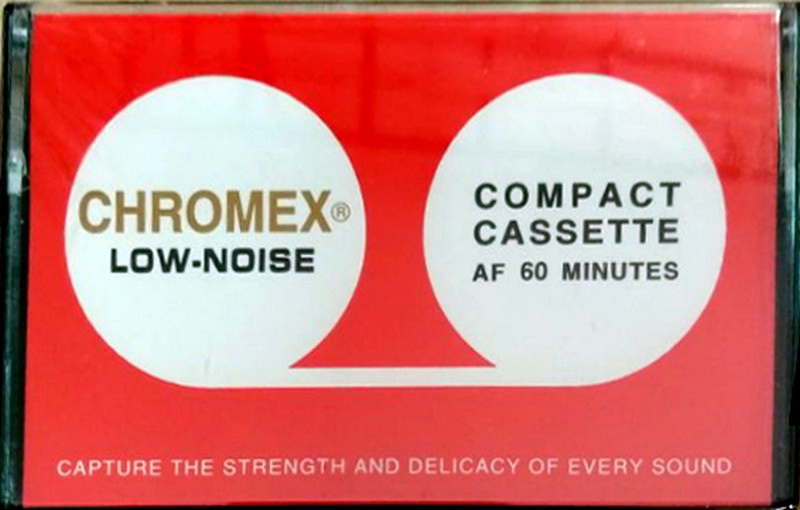 CHROMEX®
LOW-NOISE
COMPACT
CASSETTE
AF 60 MINUTES
CAPTURE THE STRENGTH AND DELICACY OF EVERY SOUND